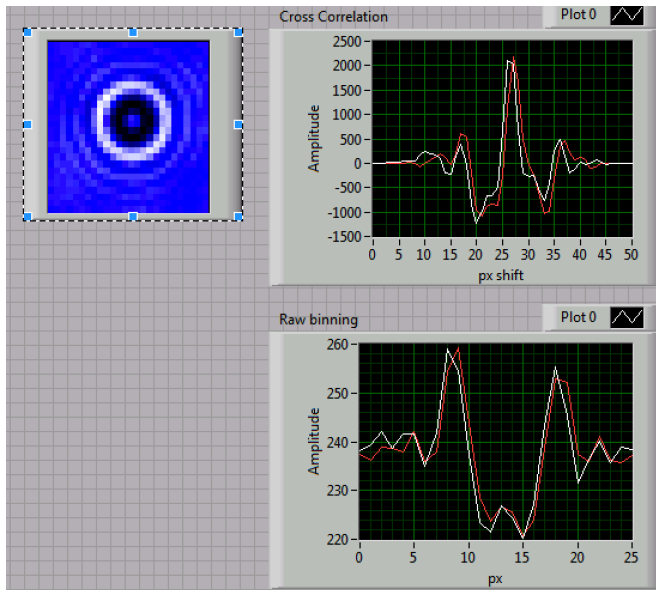 Cross Correlation
Plot 0
Amplitude
2500
2000
1500
1000
500
0
-500
-1000
-1500
0 5 10 15 20 25 30 35 40 45 50
px shift
Raw binning
Plot 0
Amplitude
260
250
240
230
220
0 5 10 15 20 25
px